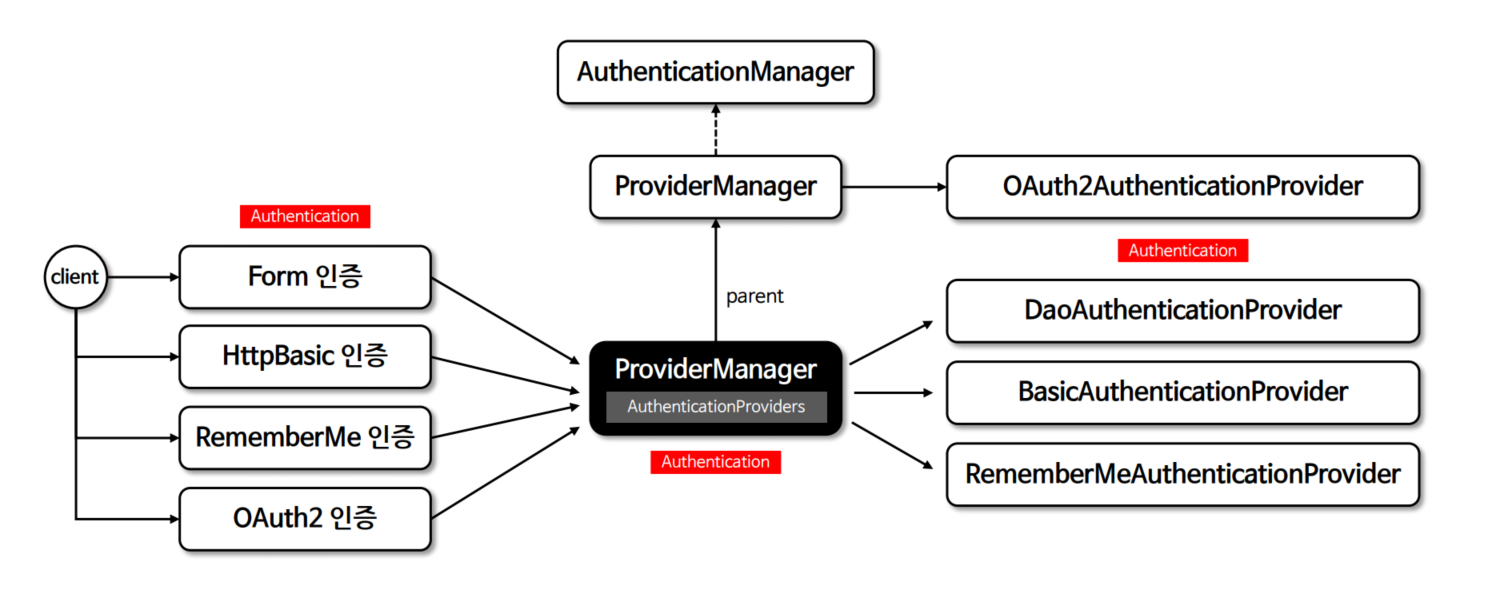 AuthenticationManager
ProviderManager
OAuth2AuthenticationProvider
Authentication
Authentication
client
Form 인증
parent
DaoAuthenticationProvider
HttpBasic 인증
ProviderManager
AuthenticationProviders
BasicAuthenticationProvider
RememberMe 인증
Authentication
RememberMeAuthenticationProvider
OAuth2 인증